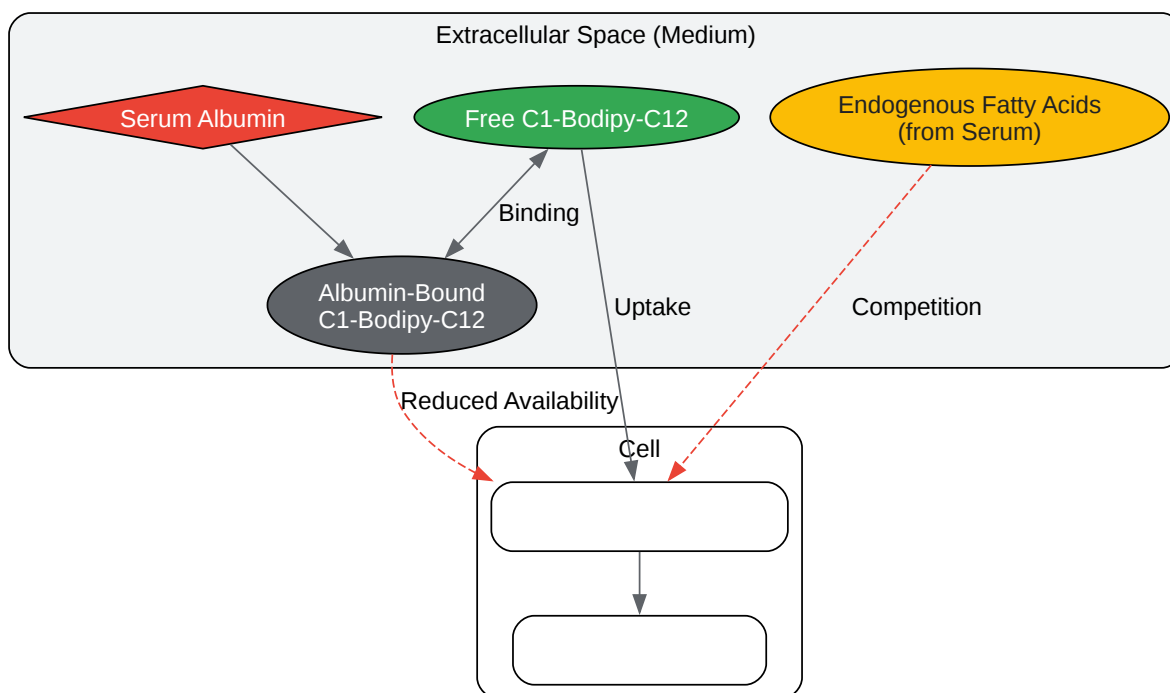 Extracellular Space (Medium)
Serum Albumin
Free C1-Bodipy-C12
Endogenous Fatty Acids
(from Serum)
Binding
Albumin-Bound
C1-Bodipy-C12
Uptake
Competition
Reduced Availability
Cell